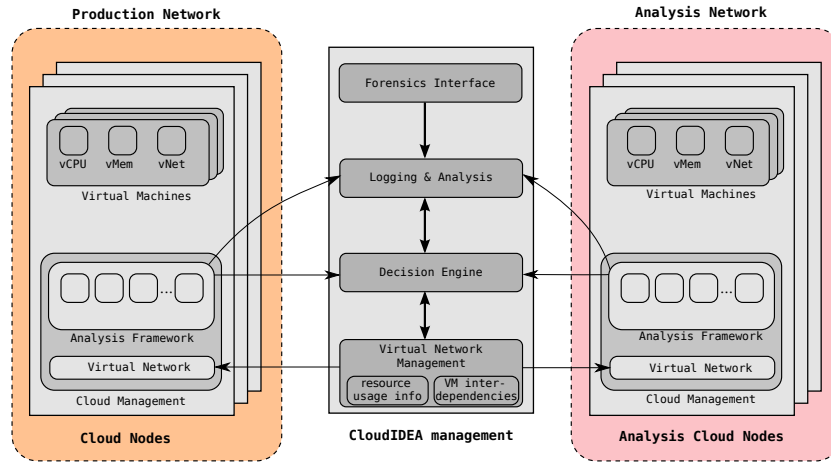 Production Network
vCPU vMem vNet
Virtual Machines
...
Analysis Framework
Virtual Network
Cloud Management
Cloud Nodes
Forensics Interface
Logging & Analysis
Decision Engine
Virtual Network
Management
resource
usage info
VM inter-
dependencies
CloudIDEA management
Analysis Network
vCPU vMem vNet
Virtual Machines
...
Analysis Framework
Virtual Network
Cloud Management
Analysis Cloud Nodes